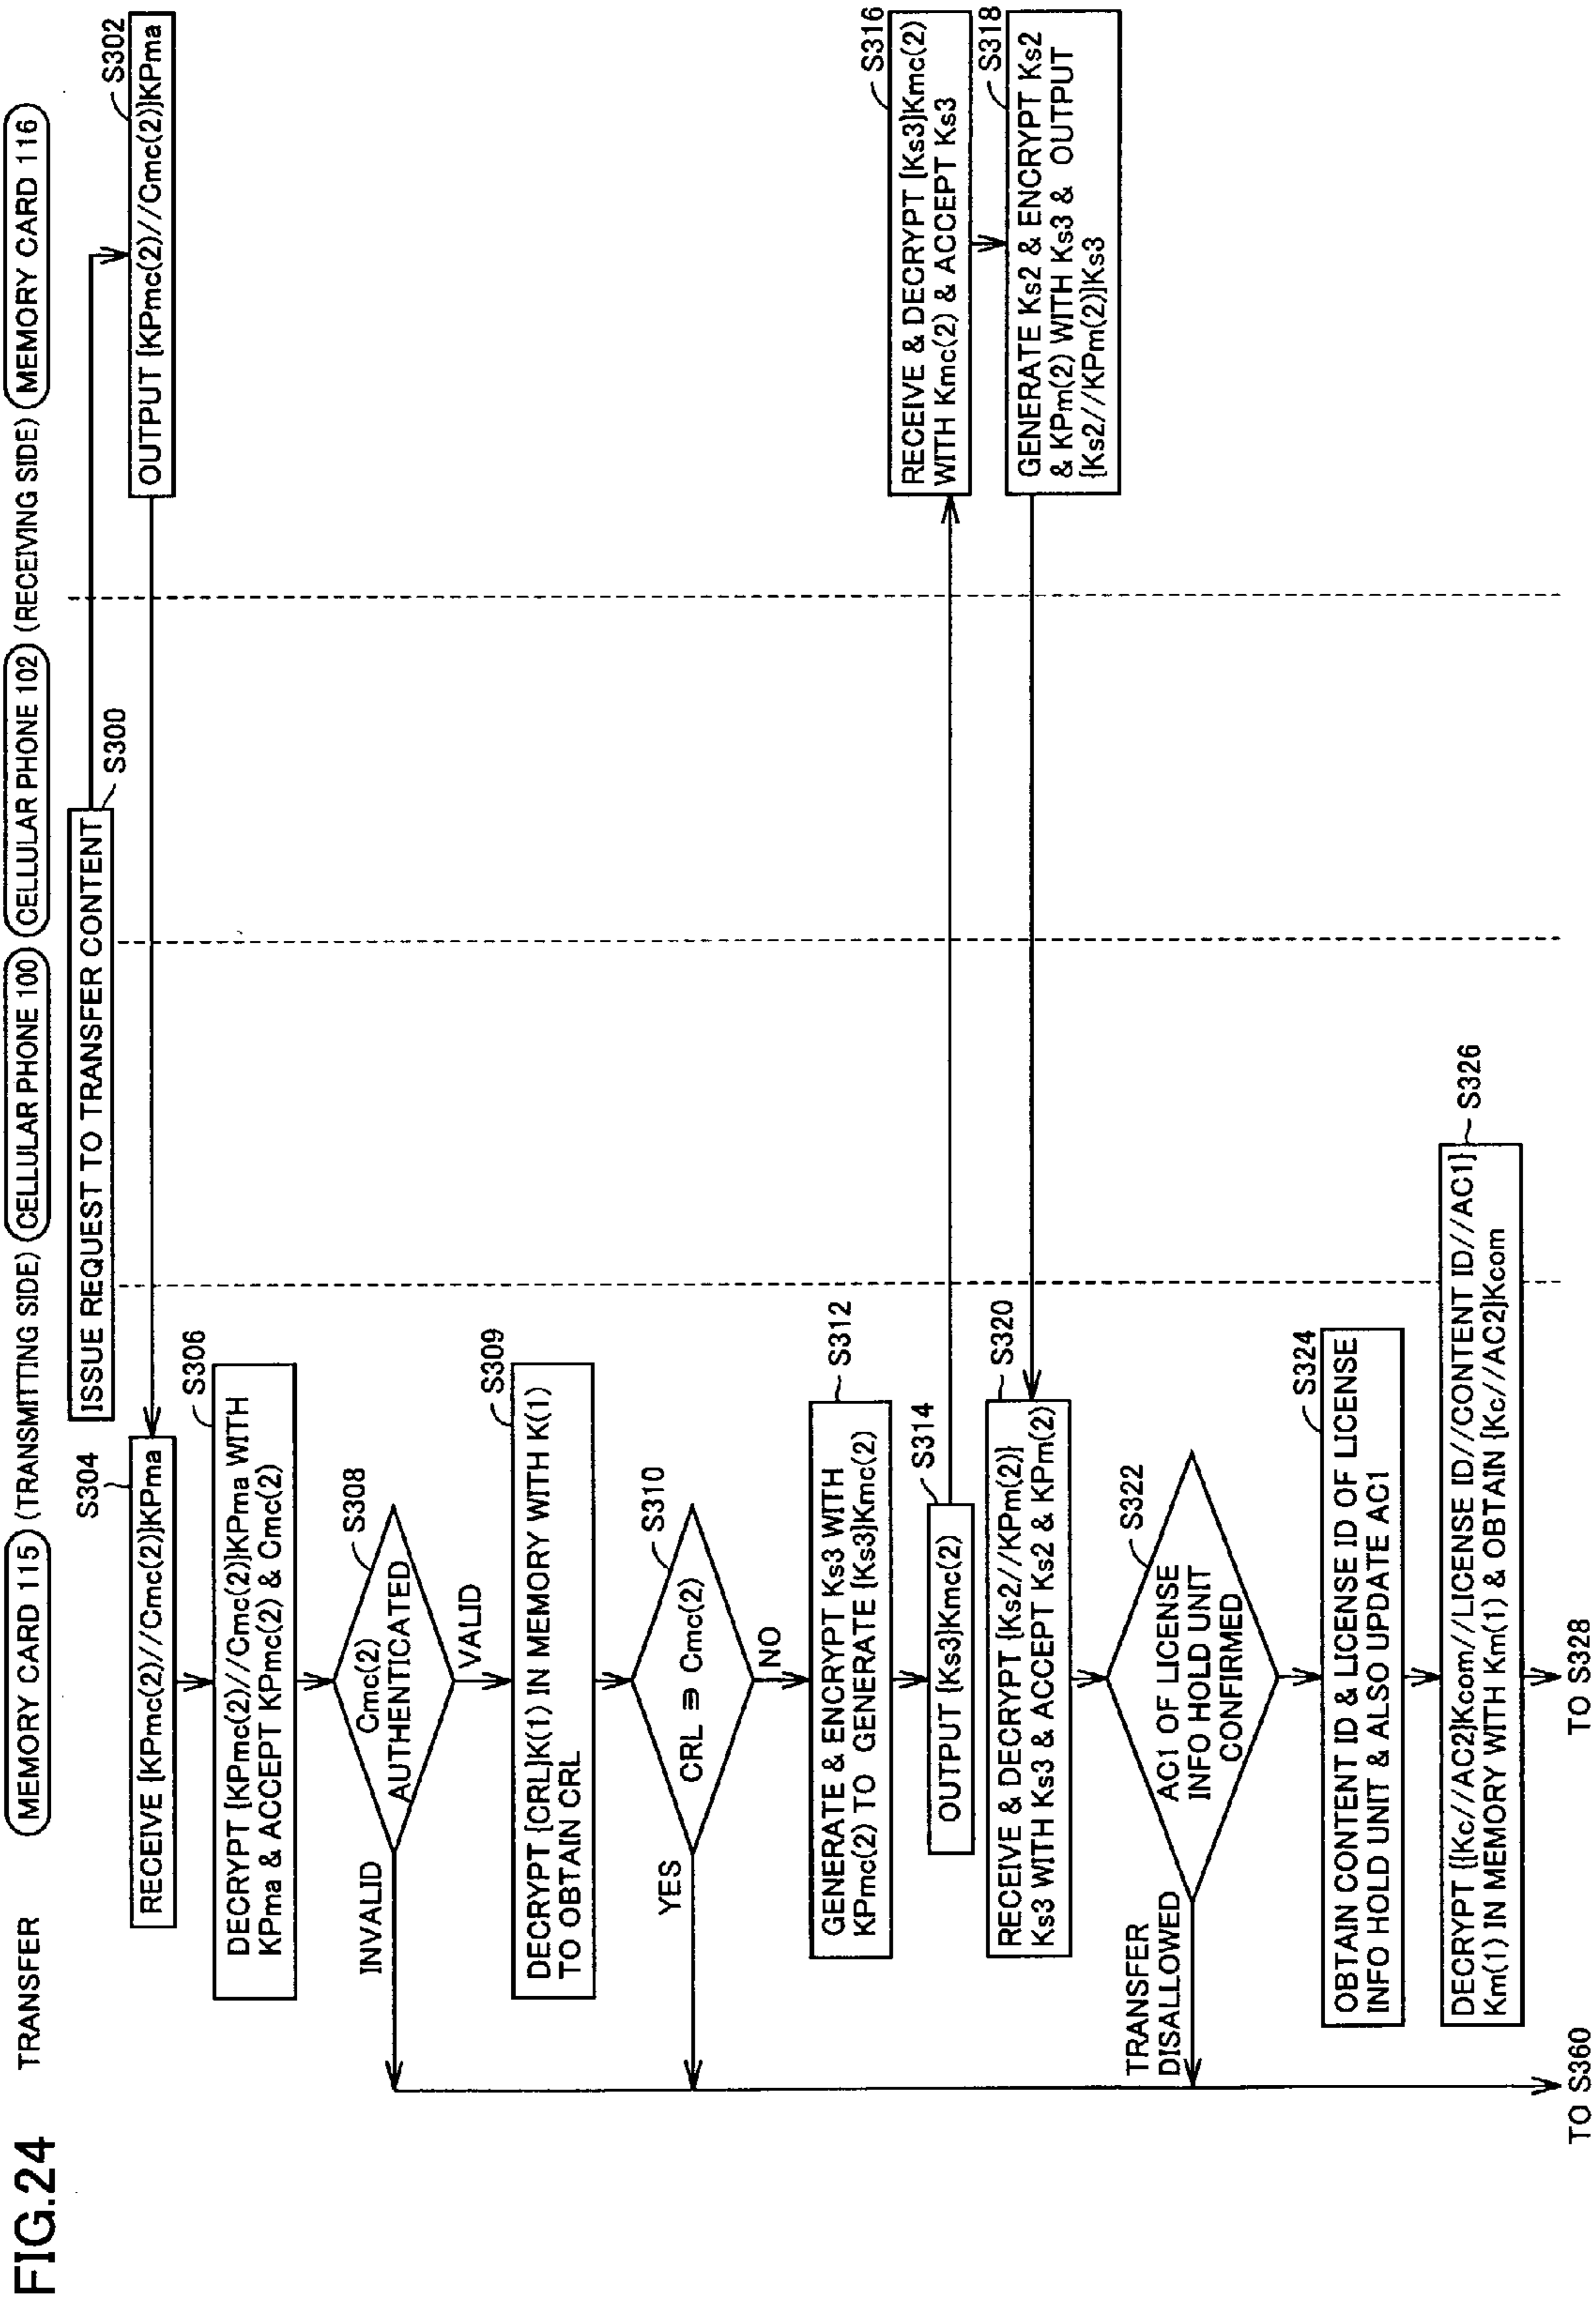 FIG.24
TRANSFER
MEMORY CARD 115
(TRANSMITTING SIDE)
CELLULAR PHONE 100
CELLULAR PHONE 102
(RECEIVING SIDE)
MEMORY CARD 116
ISSUE REQUEST TO TRANSFER CONTENT
S300
S302
OUTPUT {KPmc(2)//Cmc(2)}KPma
S304
RECEIVE {KPmc(2)//Cmc(2)}KPma
S306
DECRYPT {KPmc(2)//Cmc(2)}KPma WITH
KPma & ACCEPT KPmc(2) & Cmc(2)
S308
Cmc(2)
AUTHENTICATED
INVALID
VALID
S309
DECRYPT {CRL}K(1) IN MEMORY WITH K(1)
TO OBTAIN CRL
S310
CRL ∋ Cmc(2)
YES
NO
S312
GENERATE & ENCRYPT Ks3 WITH
KPmc(2) TO GENERATE {Ks3}Kmc(2)
S314
OUTPUT {Ks3}Kmc(2)
S316
RECEIVE & DECRYPT {Ks3}Kmc(2)
WITH Kmc(2) & ACCEPT Ks3
S318
GENERATE Ks2 & ENCRYPT Ks2
& KPm(2) WITH Ks3 & OUTPUT
{Ks2//KPm(2)}Ks3
S320
RECEIVE & DECRYPT {Ks2//KPm(2)}
Ks3 WITH Ks3 & ACCEPT Ks2 & KPm(2)
S322
AC1 OF LICENSE
INFO HOLD UNIT
CONFIRMED
TRANSFER
DISALLOWED
S324
OBTAIN CONTENT ID & LICENSE ID OF LICENSE
INFO HOLD UNIT & ALSO UPDATE AC1
S326
DECRYPT {{Kc//AC2}Kcom//LICENSE ID//CONTENT ID//AC1}
Km(1) IN MEMORY WITH Km(1) & OBTAIN {Kc//AC2}Kcom
TO S360
TO S328